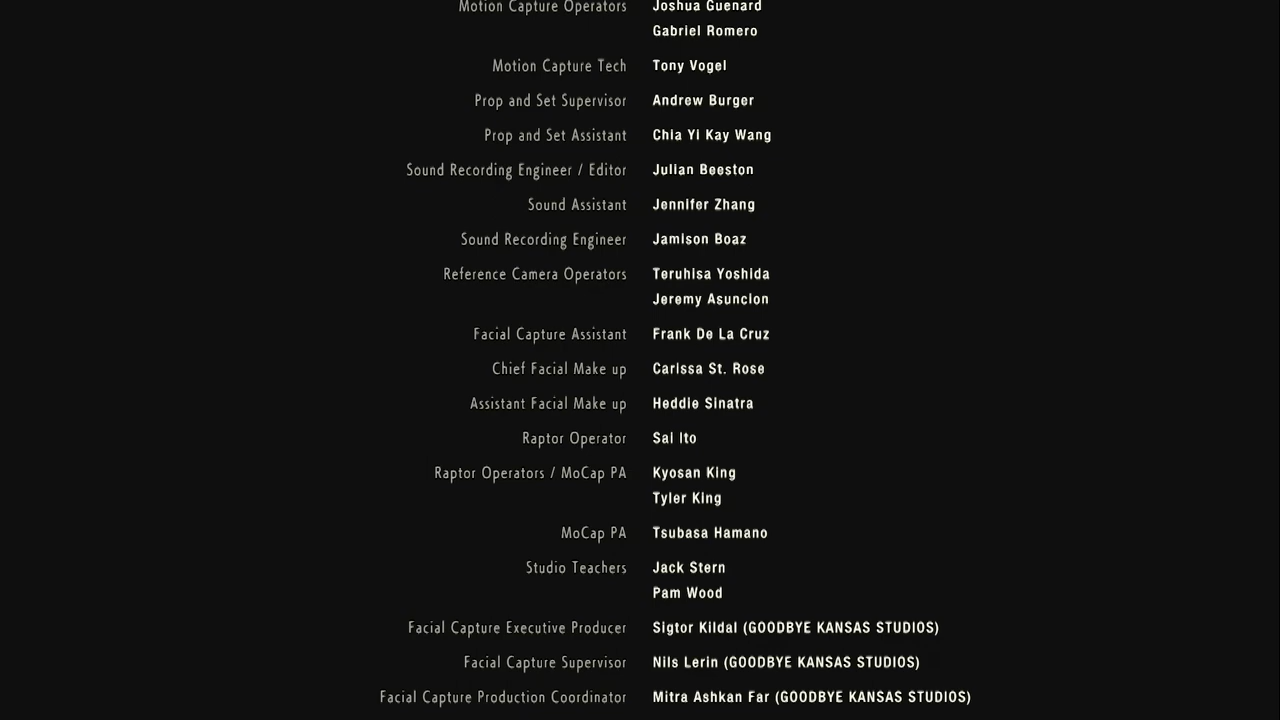 Motion Capture Operators Joshua Guenard
Gabriel Romero
Motion Capture Tech Tony Vogel
Prop and Set Supervisor Andrew Burger
Prop and Set Assistant Chia Yi Kay Wang
Sound Recording Engineer / Editor Julian Beeston
Sound Assistant Jennifer Zhang
Sound Recording Engineer Jamison Boaz
Reference Camera Operators Teruhisa Yoshida
Jeremy Asuncion
Facial Capture Assistant Frank De La Cruz
Chief Facial Make up Carissa St. Rose
Assistant Facial Make up Heddie Sinatra
Raptor Operator Sai Ito
Raptor Operators / MoCap PA Kyosan King
Tyler King
MoCap PA Tsubasa Hamano
Studio Teachers Jack Stern
Pam Wood
Facial Capture Executive Producer Sigtor Kildal (GOODBYE KANSAS STUDIOS)
Facial Capture Supervisor Nils Lerin (GOODBYE KANSAS STUDIOS)
Facial Capture Production Coordinator Mitra Ashkan Far (GOODBYE KANSAS STUDIOS)